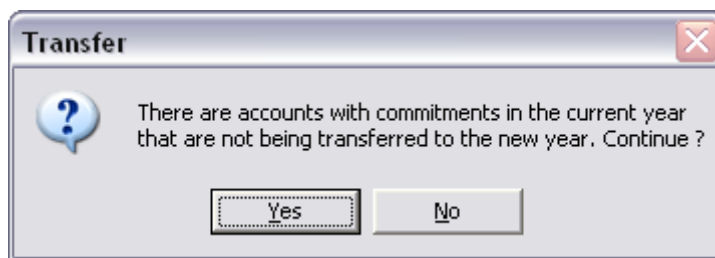 Transfer
There are accounts with commitments in the current year
that are not being transferred to the new year. Continue ?
Yes
No